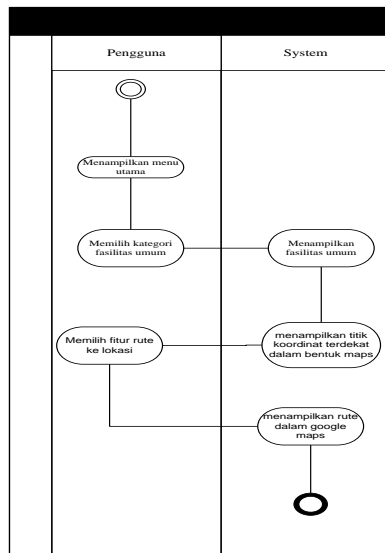 Pengguna
System
Menampilkan menu
utama
Memilih kategori
fasilitas umum
Menampilkan
fasilitas umum
Memilih fitur rute
ke lokasi
menampilkan titik
koordinat terdekat
dalam bentuk maps
menampilkan rute
dalam google
maps